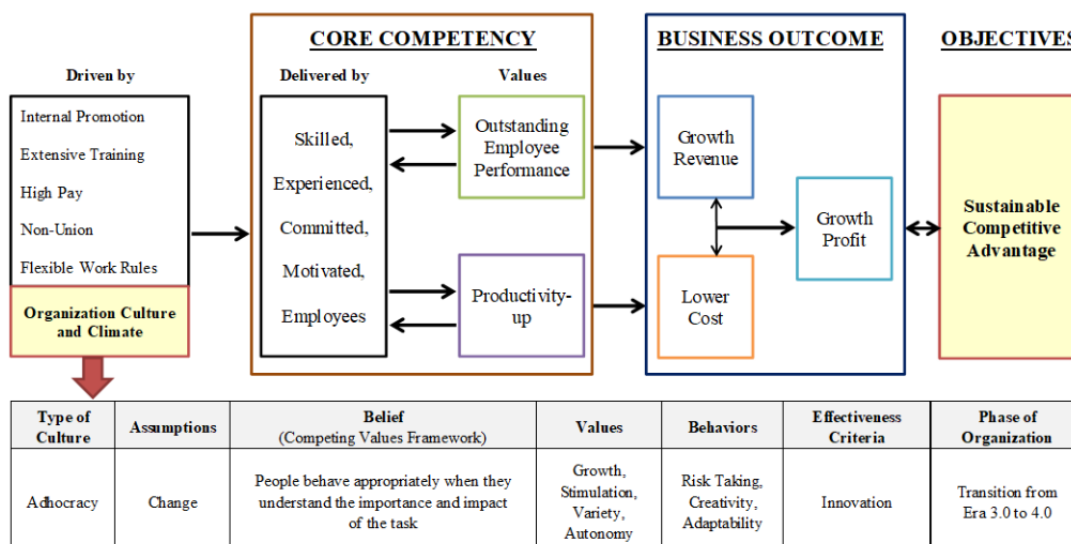 CORE COMPETENCY
BUSINESS OUTCOME
OBJECTIVES
Driven by
Delivered by
Values
Internal Promotion
Extensive Training
High Pay
Non-Union
Flexible Work Rules
Organization Culture
and Climate
Skilled,
Experienced,
Committed,
Motivated,
Employees
Outstanding
Employee
Performance
Productivity-
up
Growth
Revenue
Lower
Cost
Growth
Profit
Sustainable
Competitive
Advantage
Type of
Culture
Assumptions
Belief
(Competing Values Framework)
Values
Behaviors
Effectiveness
Criteria
Phase of
Organization
Adhocracy
Change
People behave appropriately when they
understand the importance and impact
of the task
Growth,
Stimulation,
Variety,
Autonomy
Risk Taking,
Creativity,
Adaptability
Innovation
Transition from
Era 3.0 to 4.0